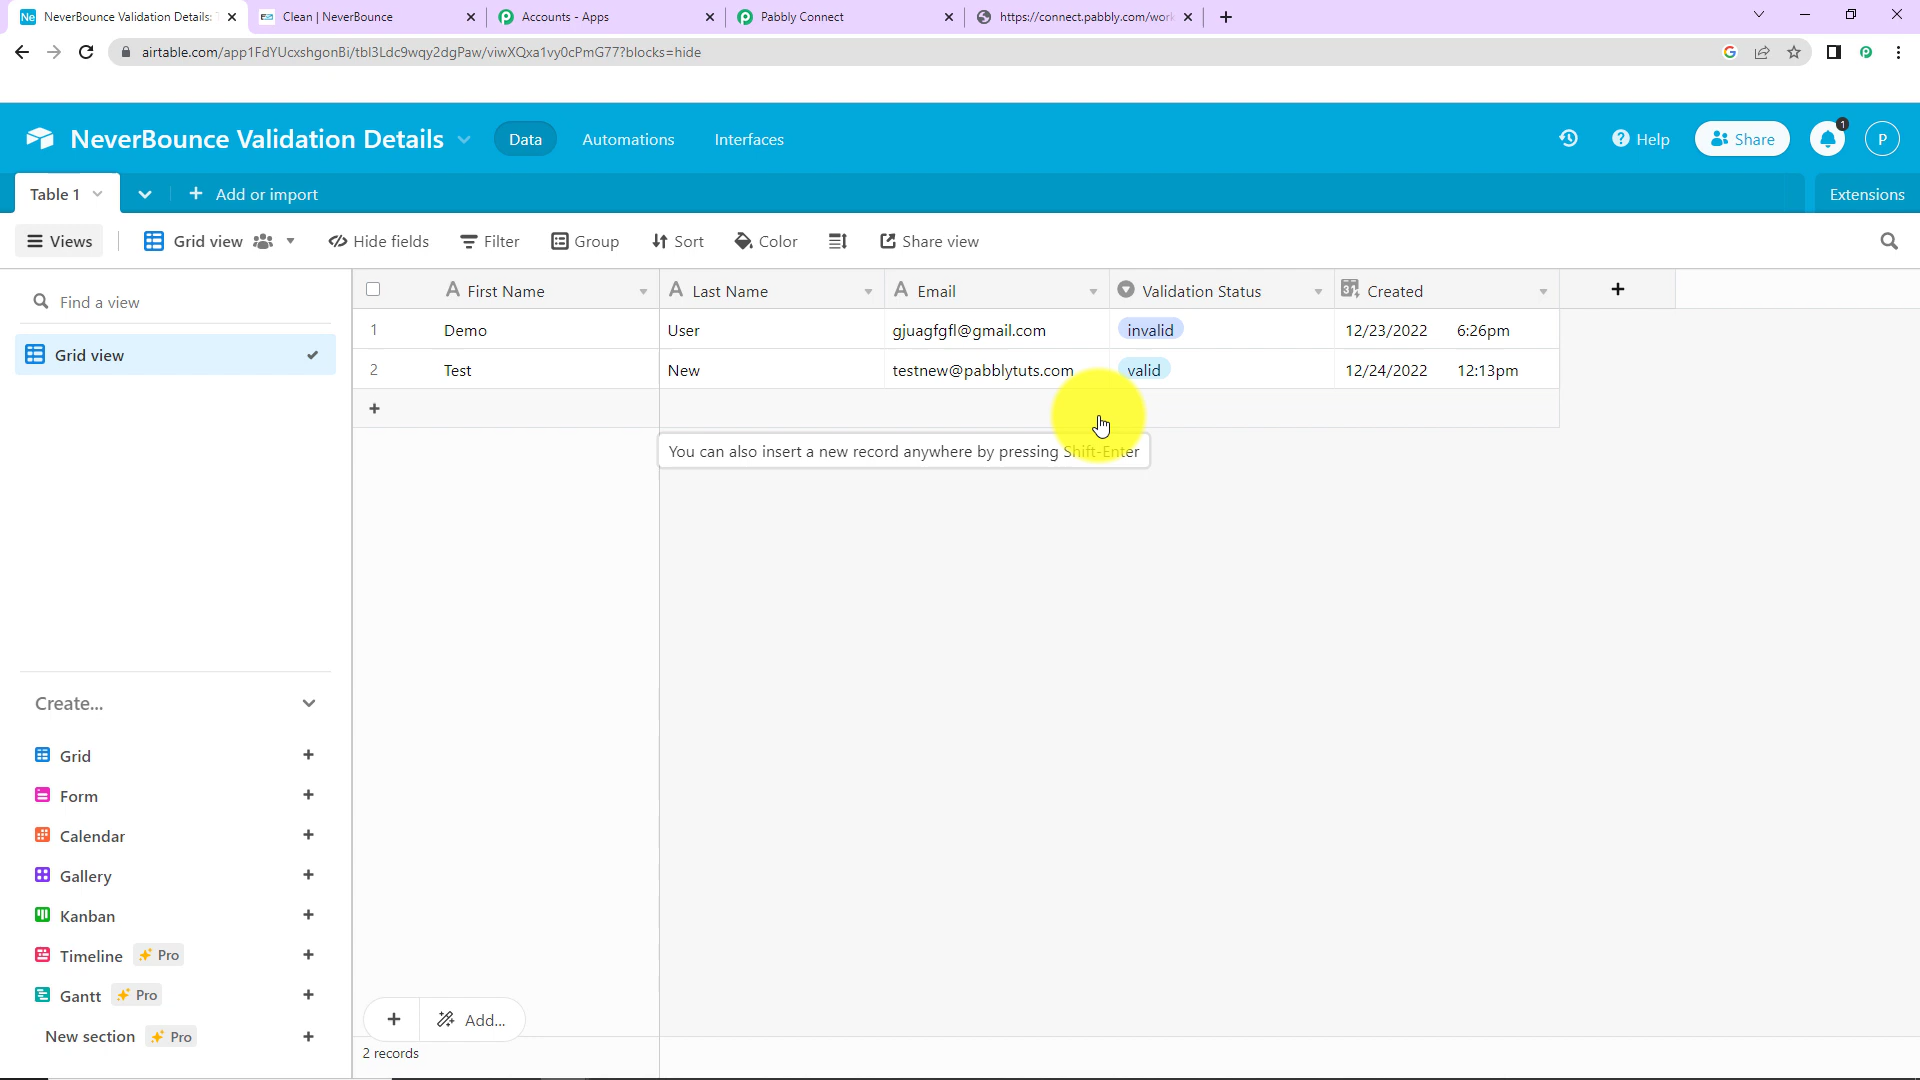 Ne NeverBounce Validation Details: Clean | NeverBounce Accounts - Apps Pabbly Connect https://connect.pabbly.com/work
airtable.com/app1FdYUcxshgonBi/tbl3Ldc9wqy2dgPaw/viwXQxa1vy0cPmG77?blocks=hide
NeverBounce Validation Details Data Automations Interfaces Help Share 1 P
Table 1 Add or import Extensions
Views Grid view Hide fields Filter Group Sort Color Share view
Find a view
First Name Last Name Email Validation Status Created
1 Demo User gjuagfgfl@gmail.com invalid 12/23/2022 6:26pm
Grid view
2 Test New testnew@pabblytuts.com valid 12/24/2022 12:13pm
You can also insert a new record anywhere by pressing Shift-Enter
Create...
Grid
Form
Calendar
Gallery
Kanban
Timeline Pro
Gantt Pro
New section Pro
Add...
2 records